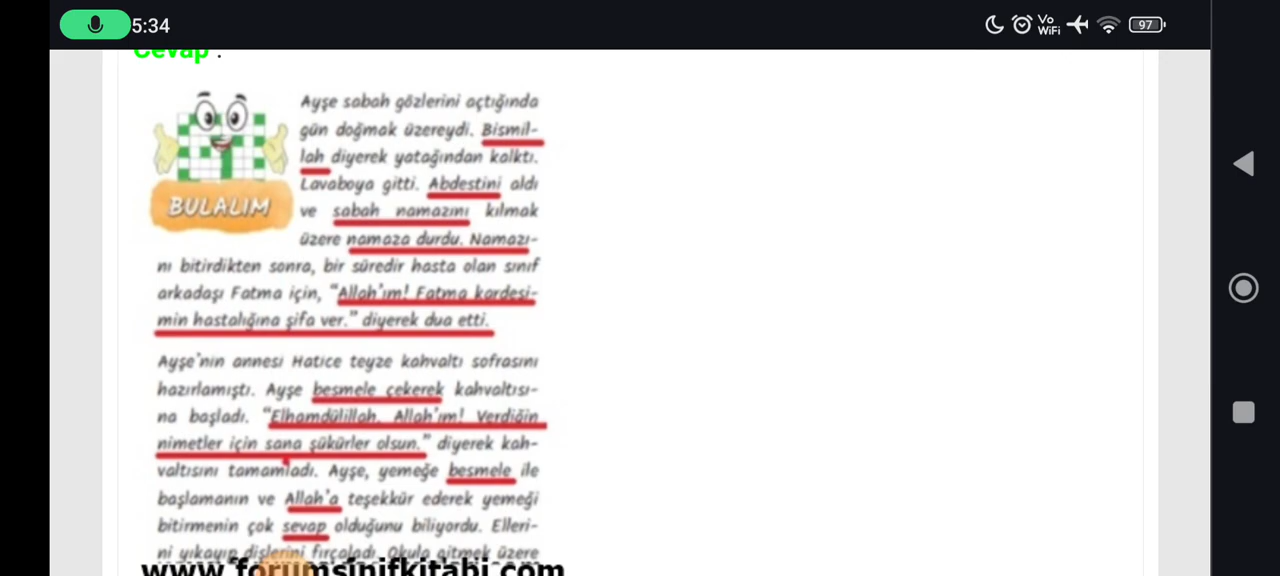 5:34
Vo
WiFi
97
Cevap :
Ayşe sabah gözlerini açtığında
gün doğmak üzereydi. Bismil-
lah diyerek yatağından kalktı.
Lavaboya gitti. Abdestini aldı
BULALIM
ve sabah namazını kılmak
üzere namaza durdu. Namazı-
nı bitirdikten sonra, bir süredir hasta olan sınıf
arkadaşı Fatma için, “Allah’ım! Fatma kardeşi-
min hastalığına şifa ver.” diyerek dua etti.
Ayşe’nin annesi Hatice teyze kahvaltı sofrasını
hazırlamıştı. Ayşe besmele çekerek kahvaltısı-
na başladı. “Elhamdülillah. Allah’ım! Verdiğin
nimetler için sana şükürler olsun.” diyerek kah-
valtısını tamamladı. Ayşe, yemeğe besmele ile
başlamanın ve Allah’a teşekkür ederek yemeği
bitirmenin çok sevap olduğunu biliyordu. Elleri-
ni yıkayıp dişlerini fırçaladı. Okula gitmek üzere
www.forumsinifkitabi.com